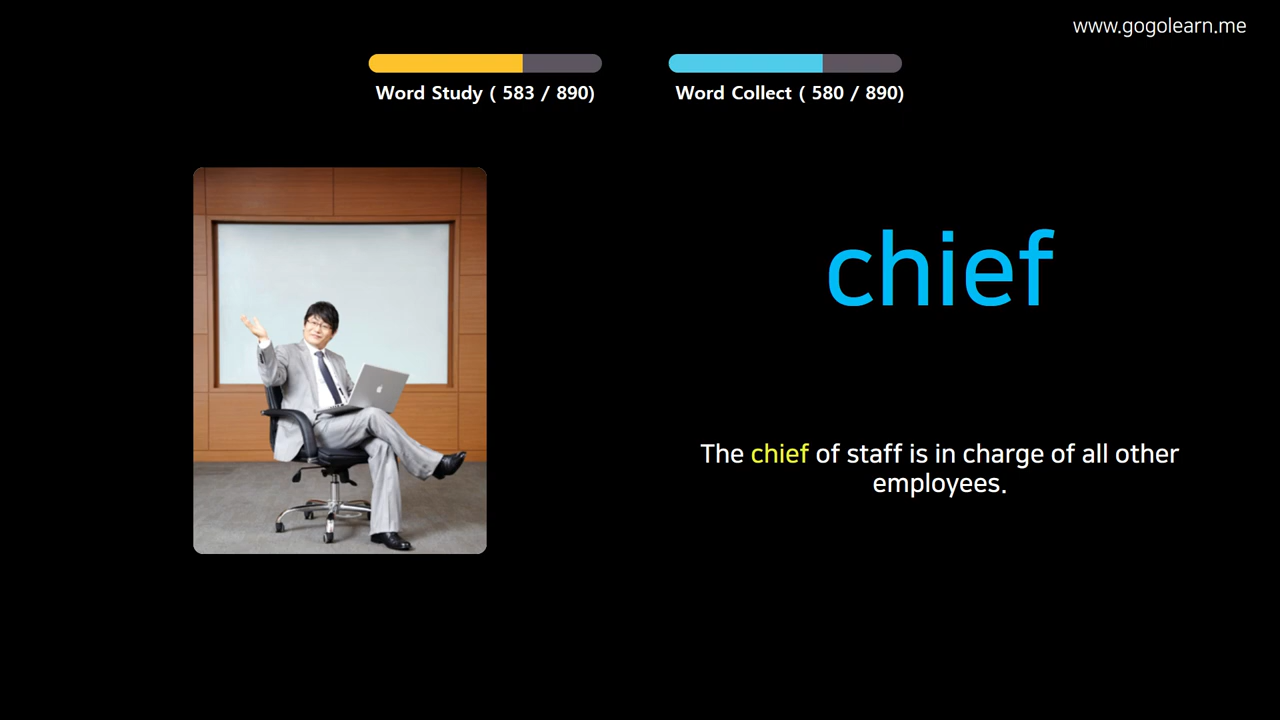 www.gogolearn.me
Word Study ( 583 / 890)
Word Collect ( 580 / 890)
chief
The chief of staff is in charge of all other
employees.